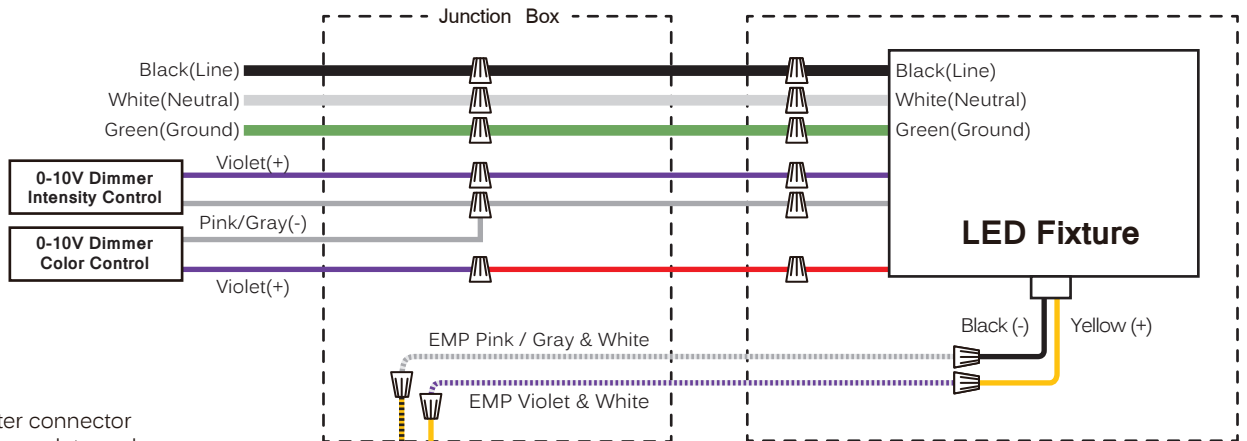 Junction Box
Black(Line)
Black(Line)
White(Neutral)
White(Neutral)
Green(Ground)
Green(Ground)
Violet(+)
0-10V Dimmer
Intensity Control
Pink/Gray(-)
0-10V Dimmer
Color Control
LED Fixture
Violet(+)
Black (-)
Yellow (+)
EMP Pink / Gray & White
EMP Violet & White
ter connector